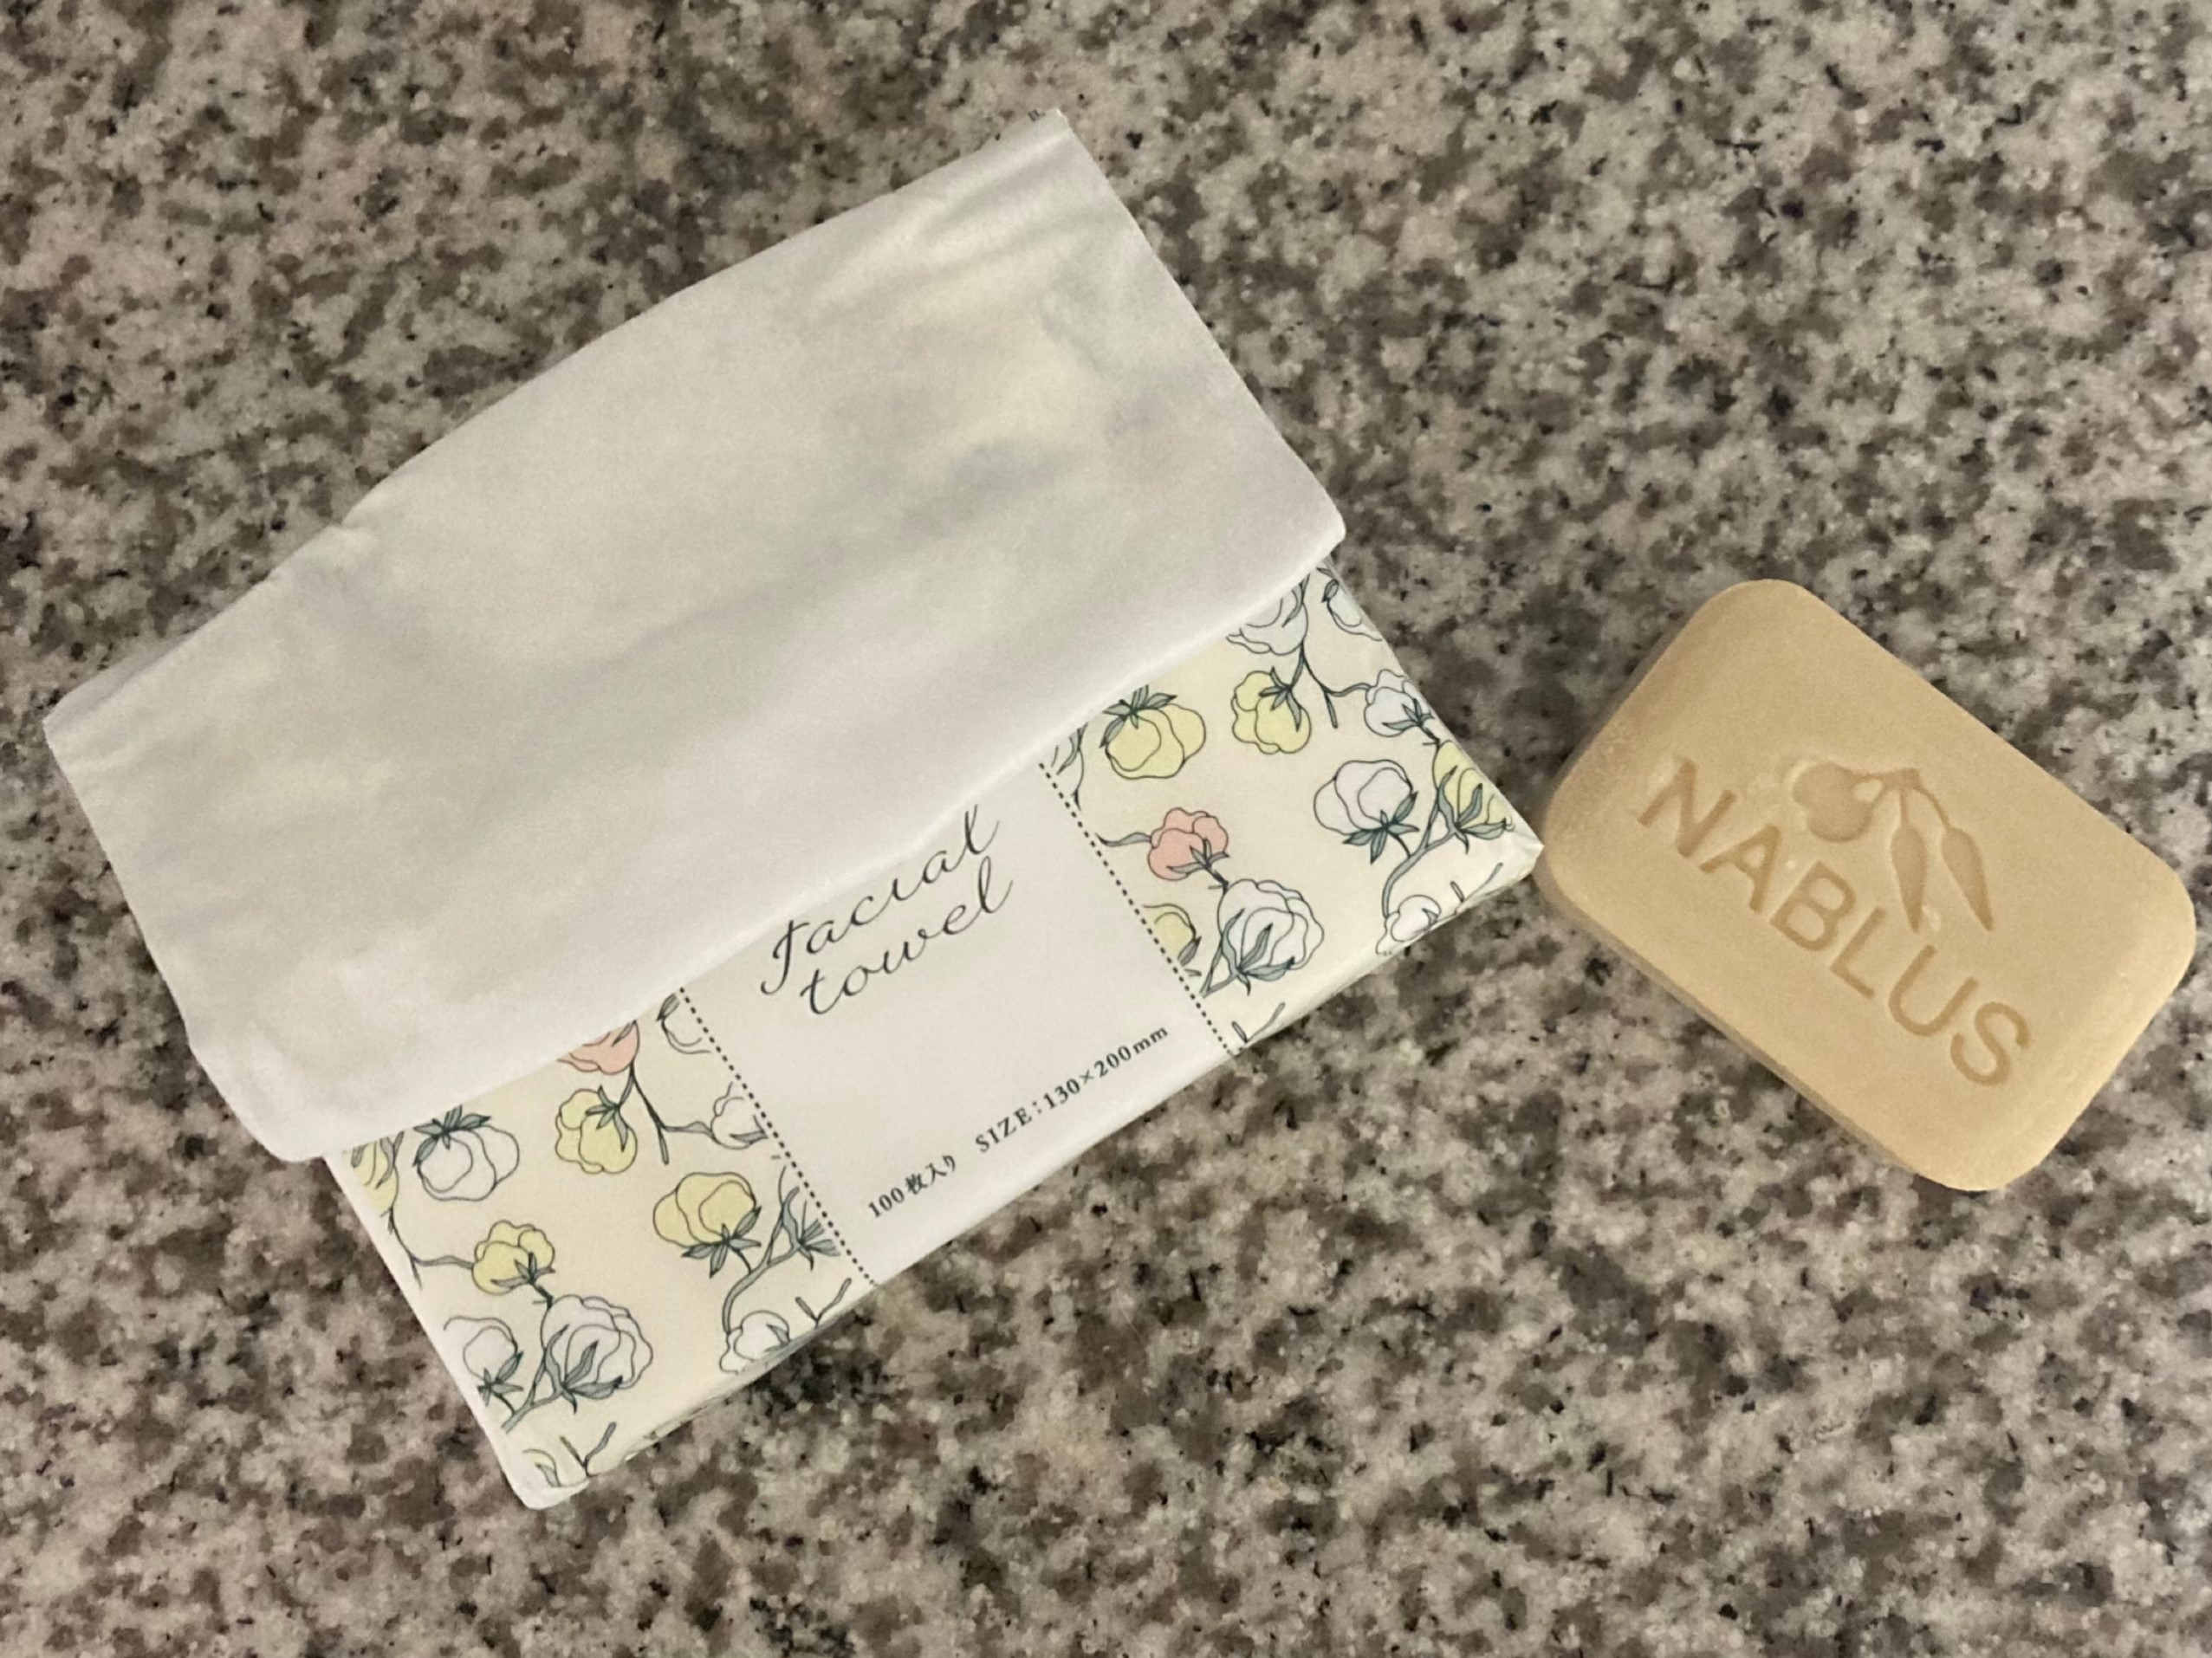 Facial
towel
100枚入り SIZE:130×200mm
NABLUS